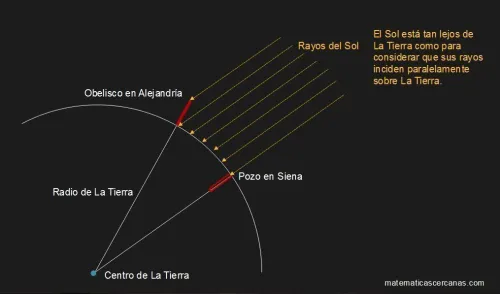 El Sol está tan lejos de
La Tierra como para
considerar que sus rayos
inciden paralelamente
sobre La Tierra.
Rayos del Sol
Obelisco en Alejandría
Pozo en Siena
Radio de La Tierra
Centro de La Tierra
matematicascercanas.com